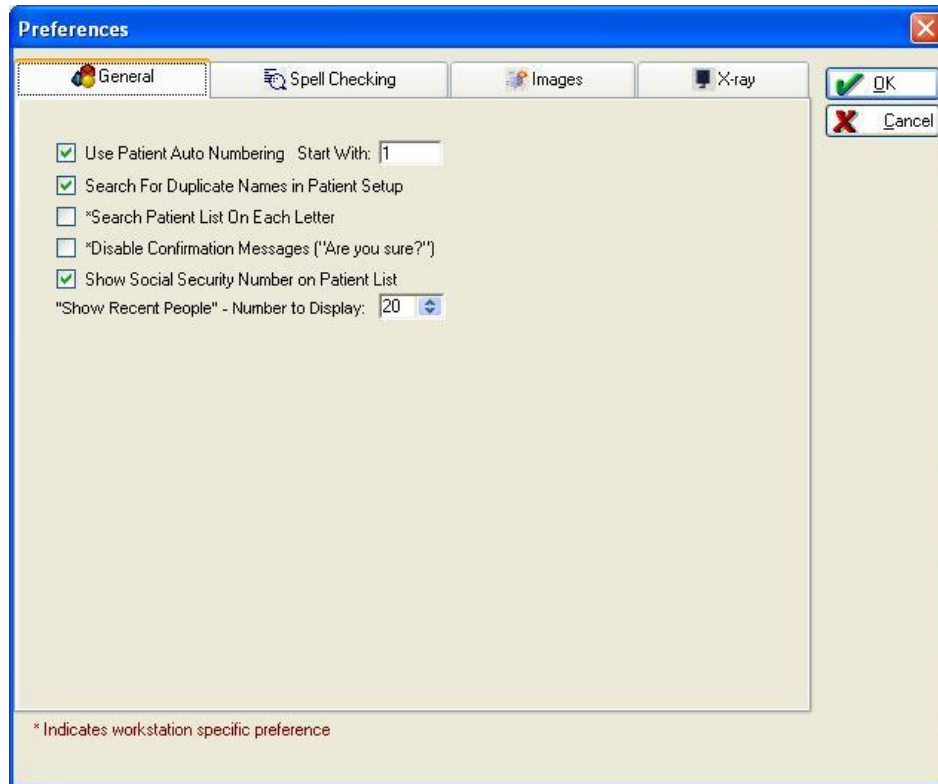 Preferences
General Spell Checking Images X-ray
OK
Cancel
Use Patient Auto Numbering Start With: 1
Search For Duplicate Names in Patient Setup
*Search Patient List On Each Letter
*Disable Confirmation Messages ("Are you sure?")
Show Social Security Number on Patient List
"Show Recent People" - Number to Display: 20
* Indicates workstation specific preference